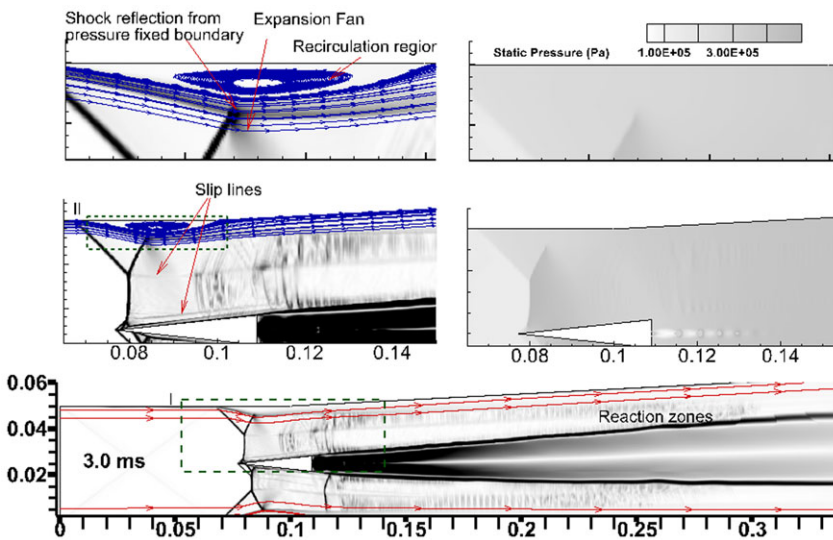 Shock reflection from
pressure fixed boundary
Expansion Fan
Recirculation region
Static Pressure (Pa)
1.00E+05 3.00E+05
Slip lines
II
0.08 0.1 0.12 0.14
0.08 0.1 0.12 0.14
0.06
I
0.04
Reaction zones
3.0 ms
0.02
0 0.05 0.1 0.2 0.25 0.3